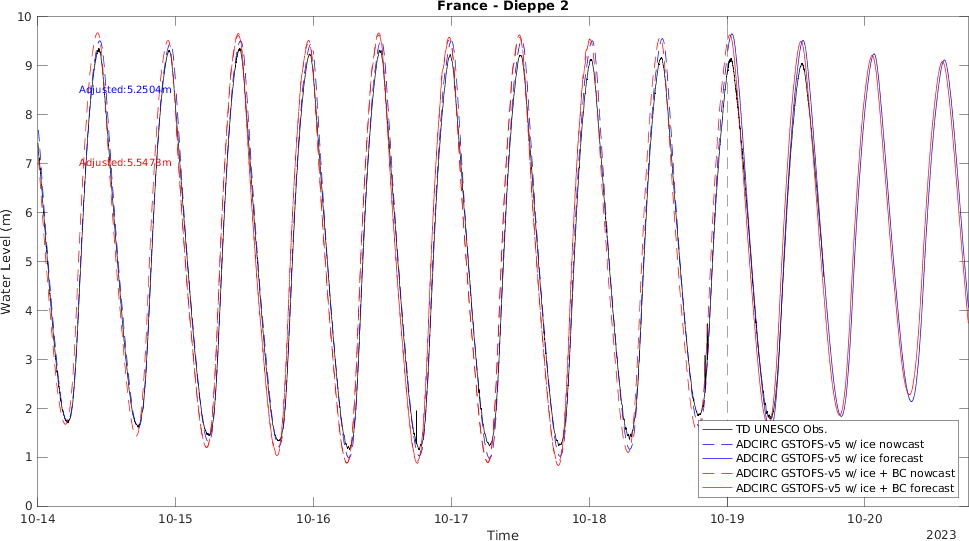 France - Dieppe 2
10
9
8
7
6
5
4
3
2
1
0
Water Level (m)
Adjusted:5.2504m
Adjusted:5.5473m
TD UNESCO Obs.
ADCIRC GSTOFS-v5 w/ ice nowcast
ADCIRC GSTOFS-v5 w/ ice forecast
ADCIRC GSTOFS-v5 w/ ice + BC nowcast
ADCIRC GSTOFS-v5 w/ ice + BC forecast
10-14 10-15 10-16 10-17 10-18 10-19 10-20
Time
2023